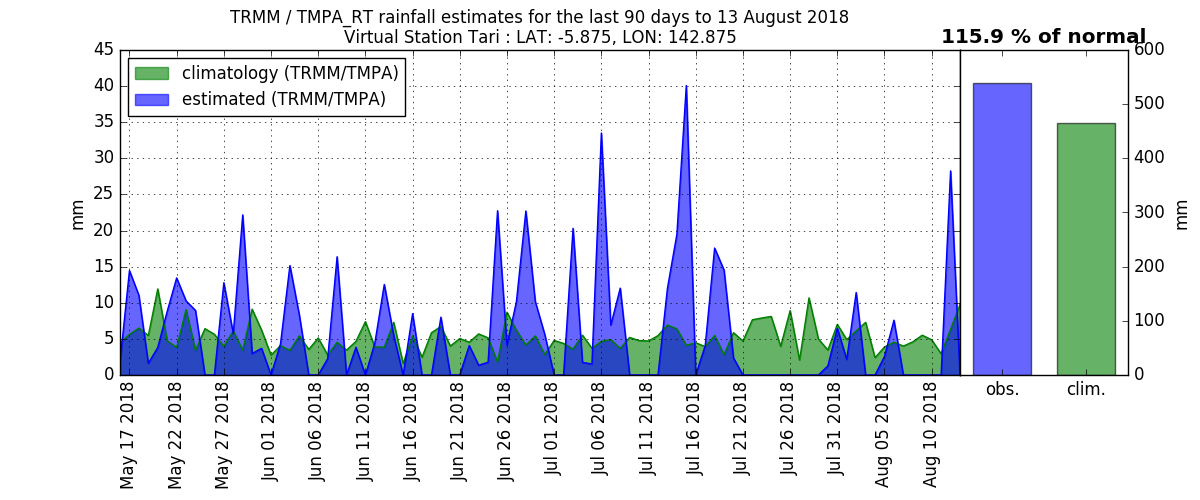 TRMM / TMPA_RT rainfall estimates for the last 90 days to 13 August 2018
Virtual Station Tari : LAT: -5.875, LON: 142.875
115.9 % of normal
climatology (TRMM/TMPA)
estimated (TRMM/TMPA)
mm
45
40
35
30
25
20
15
10
5
0
May 17 2018
May 22 2018
May 27 2018
Jun 01 2018
Jun 06 2018
Jun 11 2018
Jun 16 2018
Jun 21 2018
Jun 26 2018
Jul 01 2018
Jul 06 2018
Jul 11 2018
Jul 16 2018
Jul 21 2018
Jul 26 2018
Jul 31 2018
Aug 05 2018
Aug 10 2018
obs.
clim.
600
500
400
300
200
100
0
mm